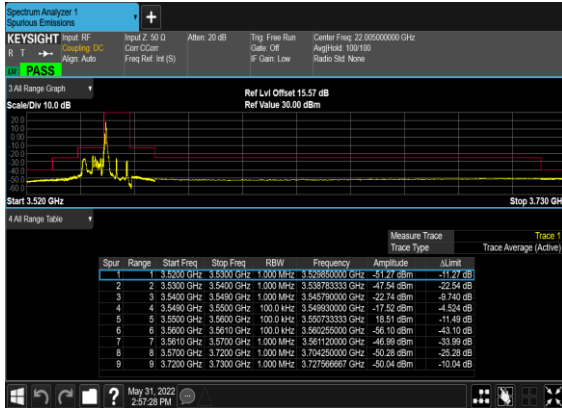 Spectrum Analyzer 1
Spurious Emissions
+
KEYSIGHT Input: RF Input Z: 50 Ω Atten: 20 dB Trig: Free Run Center Freq: 22.005000000 GHz
R T Coupling: DC Corr CCorr Gate: Off Avg|Hold: 100/100
Align: Auto Freq Ref: Int (S) IF Gain: Low Radio Std: None
LXI PASS
3 All Range Graph
Ref Lvl Offset 15.57 dB
Scale/Div 10.0 dB Ref Value 30.00 dBm
20.0
10.0
0.00
-10.0
-20.0
-30.0
-40.0
-50.0
-60.0
Start 3.520 GHz Stop 3.730 GH
4 All Range Table
Measure Trace Trace 1
Trace Type Trace Average (Active)
Spur Range Start Freq Stop Freq RBW Frequency Amplitude ΔLimit
1 1 3.5200 GHz 3.5300 GHz 1.000 MHz 3.529850000 GHz -51.27 dBm -11.27 dB
2 2 3.5300 GHz 3.5400 GHz 1.000 MHz 3.538783333 GHz -47.54 dBm -22.54 dB
3 3 3.5400 GHz 3.5490 GHz 1.000 MHz 3.545790000 GHz -22.74 dBm -9.740 dB
4 4 3.5490 GHz 3.5500 GHz 100.0 kHz 3.549930000 GHz -17.52 dBm -4.524 dB
5 5 3.5500 GHz 3.5600 GHz 100.0 kHz 3.550733333 GHz 18.51 dBm -11.49 dB
6 6 3.5600 GHz 3.5610 GHz 100.0 kHz 3.560255000 GHz -56.10 dBm -43.10 dB
7 7 3.5610 GHz 3.5700 GHz 1.000 MHz 3.561120000 GHz -46.99 dBm -33.99 dB
8 8 3.5700 GHz 3.7200 GHz 1.000 MHz 3.704250000 GHz -50.28 dBm -25.28 dB
9 9 3.7200 GHz 3.7300 GHz 1.000 MHz 3.727566667 GHz -50.04 dBm -10.04 dB
? May 31, 2022
2:57:28 PM